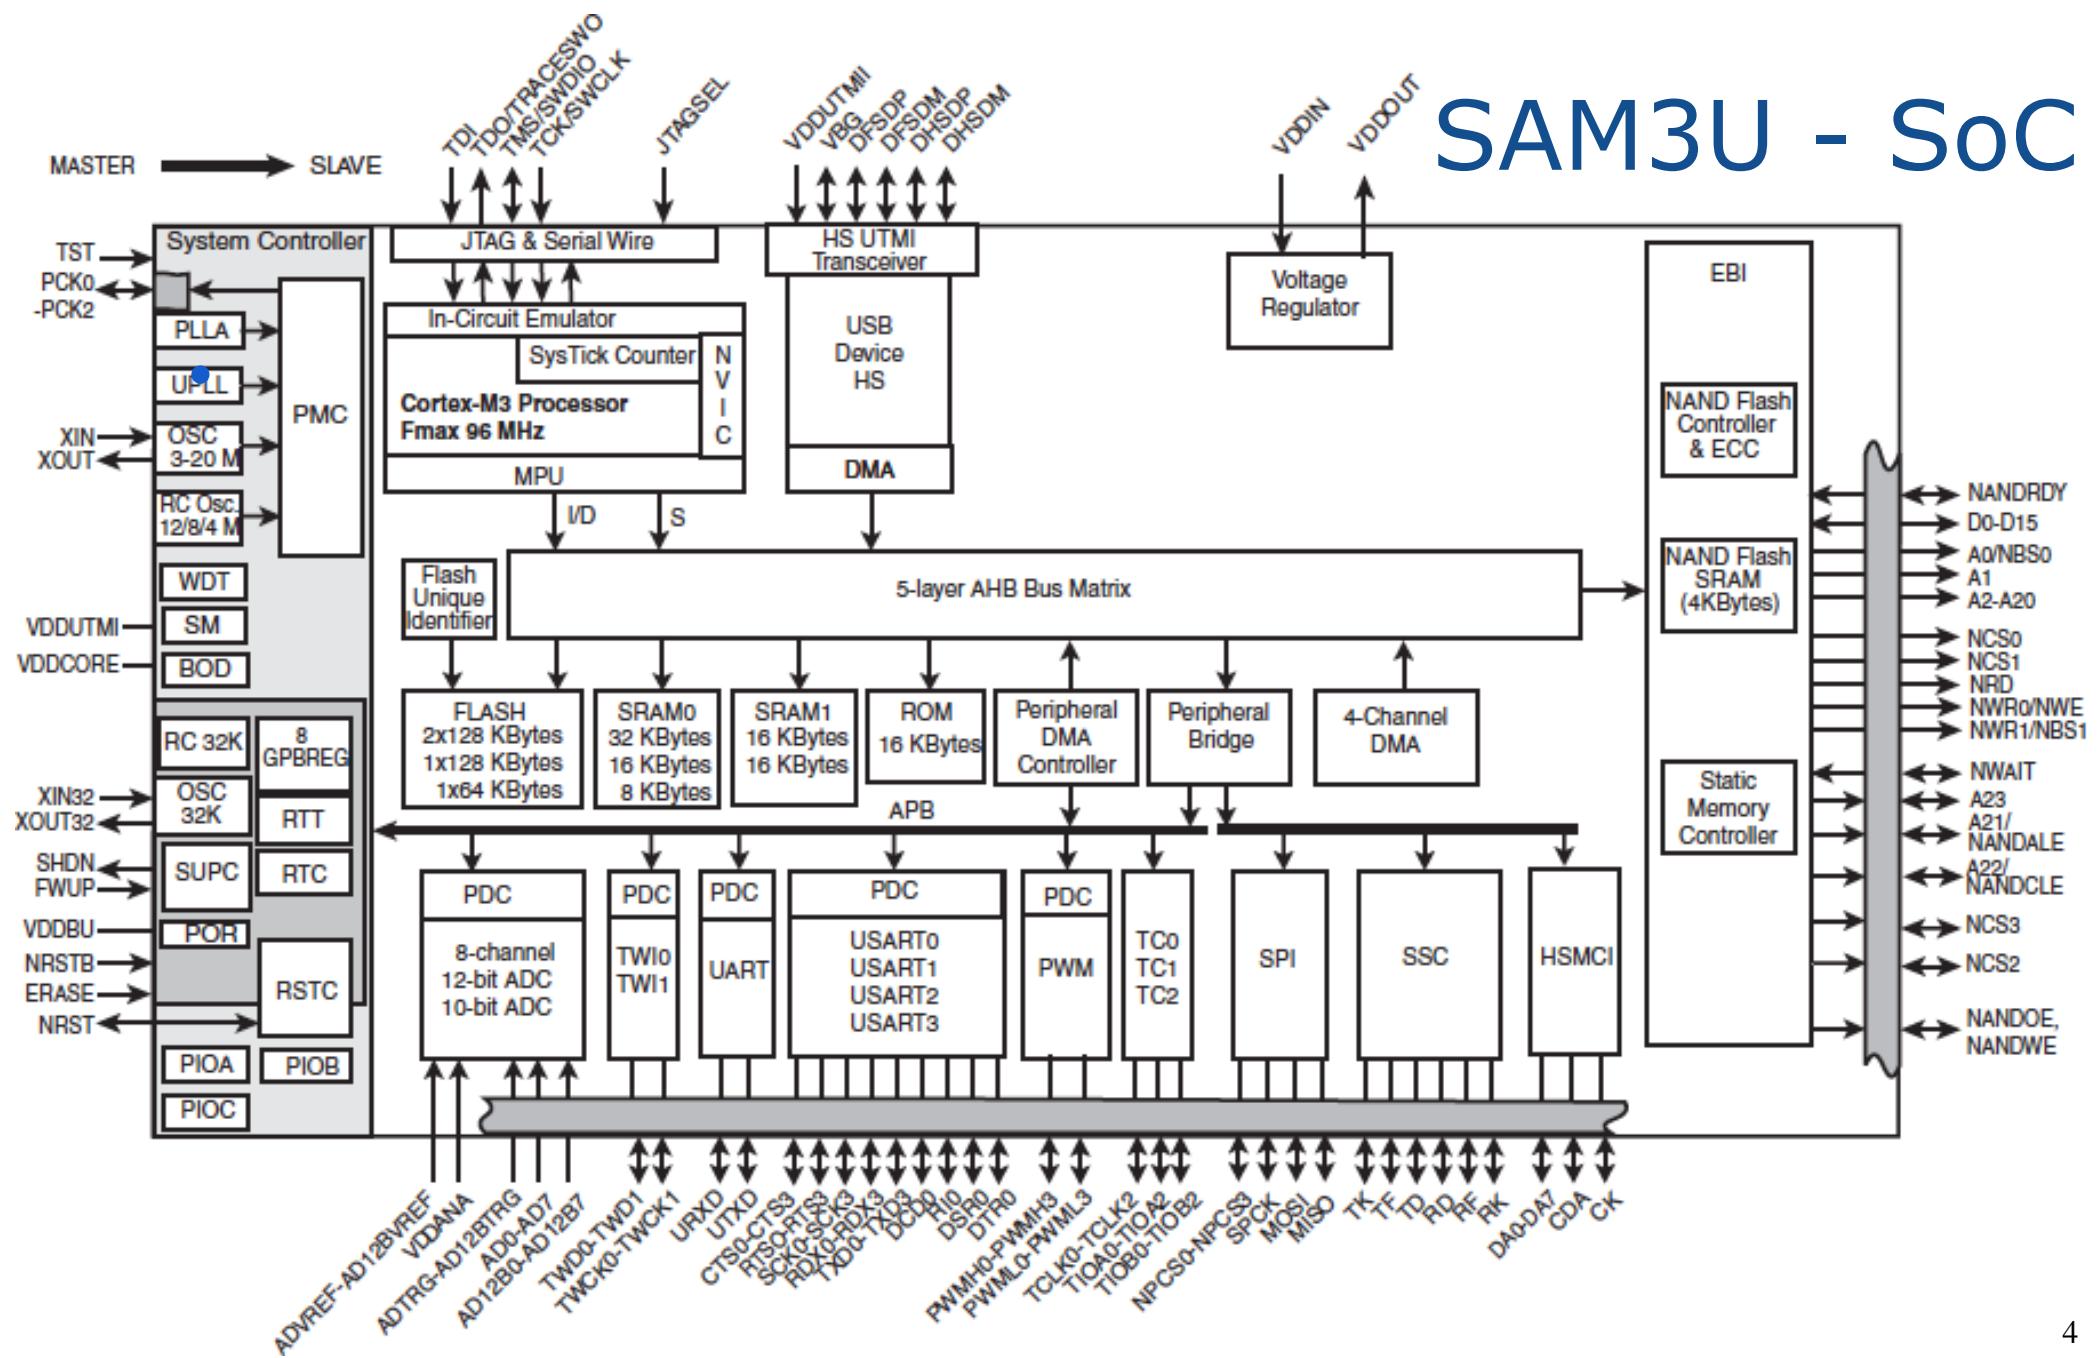 SAM3U - SoC
MASTER
SLAVE
TDI
TDO/TRACESWO
TMS/SWDIO
TCK/SWCLK
JTAGSEL
VDDUTMII
VBG
DFSDP
DFSDM
DHSDP
DHSDM
VDDIN
VDDOUT
TST
PCK0
-PCK2
XIN
XOUT
VDDUTMI
VDDCORE
XIN32
XOUT32
SHDN
FWUP
VDDBU
NRSTB
ERASE
NRST
System Controller
PLLA
UPLL
OSC
3-20 M
RC Osc.
12/8/4 M
PMC
WDT
SM
BOD
RC 32K
8
GPBREG
OSC
32K
RTT
SUPC
RTC
POR
RSTC
PIOA
PIOB
PIOC
JTAG & Serial Wire
In-Circuit Emulator
SysTick Counter
N
V
I
C
Cortex-M3 Processor
Fmax 96 MHz
MPU
I/D
S
HS UTMI
Transceiver
USB
Device
HS
DMA
Voltage
Regulator
Flash
Unique
Identifier
5-layer AHB Bus Matrix
FLASH
2x128 KBytes
1x128 KBytes
1x64 KBytes
SRAM0
32 KBytes
16 KBytes
8 KBytes
SRAM1
16 KBytes
16 KBytes
ROM
16 KBytes
Peripheral
DMA
Controller
Peripheral
Bridge
4-Channel
DMA
APB
PDC
8-channel
12-bit ADC
10-bit ADC
PDC
TWI0
TWI1
PDC
UART
PDC
USART0
USART1
USART2
USART3
PDC
PWM
TC0
TC1
TC2
SPI
SSC
HSMCI
EBI
NAND Flash
Controller
& ECC
NAND Flash
SRAM
(4KBytes)
Static
Memory
Controller
NANDRDY
D0-D15
A0/NBS0
A1
A2-A20
NCS0
NCS1
NRD
NWR0/NWE
NWR1/NBS1
NWAIT
A23
A21/
NANDALE
A22/
NANDCLE
NCS3
NCS2
NANDOE,
NANDWE
ADVREF-AD12BVREF
VDDANA
ADTRG-AD12BTRG
AD0-AD7
AD12B0-AD12B7
TWD0-TWD1
TWCK0-TWCK1
URXD
UTXD
CTS0-CTS3
RTS0-RTS3
SCK0-SCK3
RDX0-RDX3
TXD0-TXD3
DCD0
RI0
DSR0
DTR0
PWMH0-PWMH3
PWML0-PWML3
TCLK0-TCLK2
TIOA0-TIOA2
TIOB0-TIOB2
NPCS0-NPCS3
SPCK
MOSI
MISO
TK
TF
TD
RD
RF
RK
DA0-DA7
CDA
CK
4